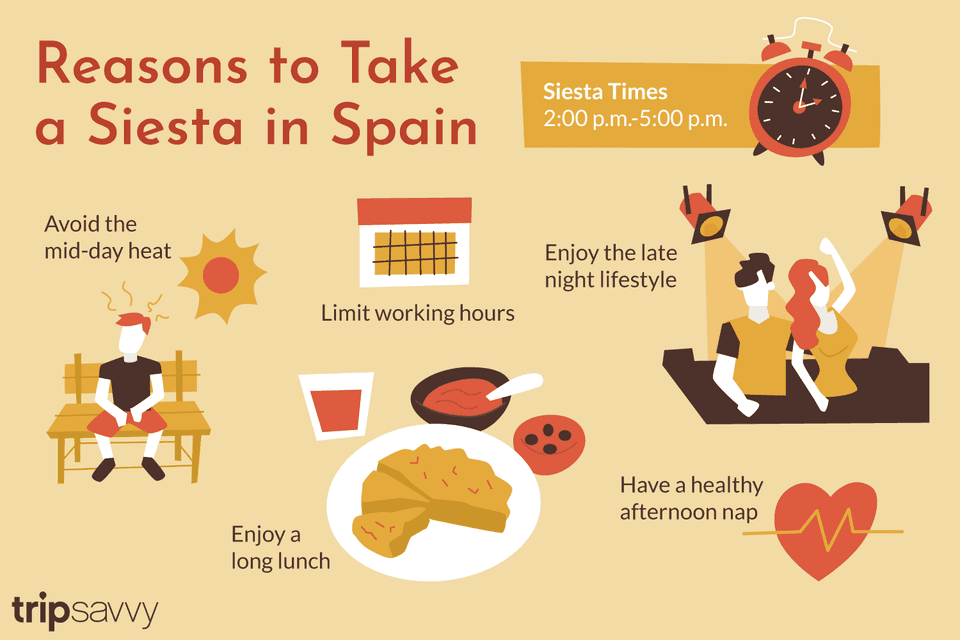 Reasons to Take
a Siesta in Spain
Siesta Times
2:00 p.m.-5:00 p.m.
Avoid the
mid-day heat
Limit working hours
Enjoy the late
night lifestyle
Enjoy a
long lunch
Have a healthy
afternoon nap
tripsavvy